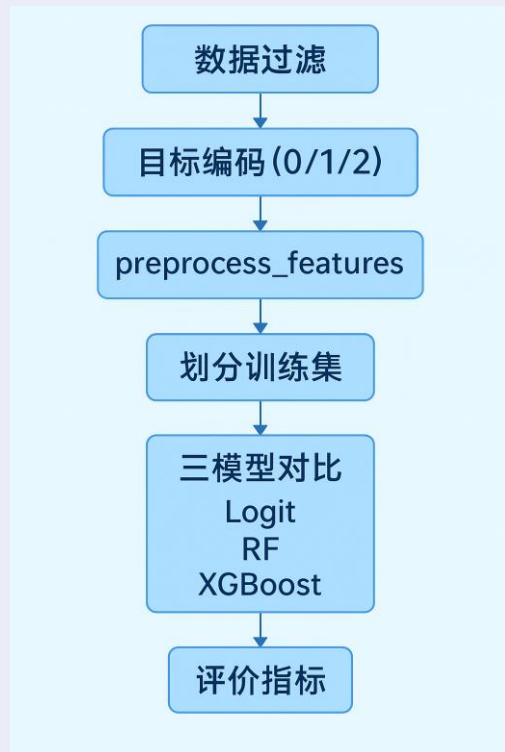 数据过滤
目标编码(0/1/2)
preprocess_features
划分训练集
三模型对比
Logit
RF
XGBoost
评价指标